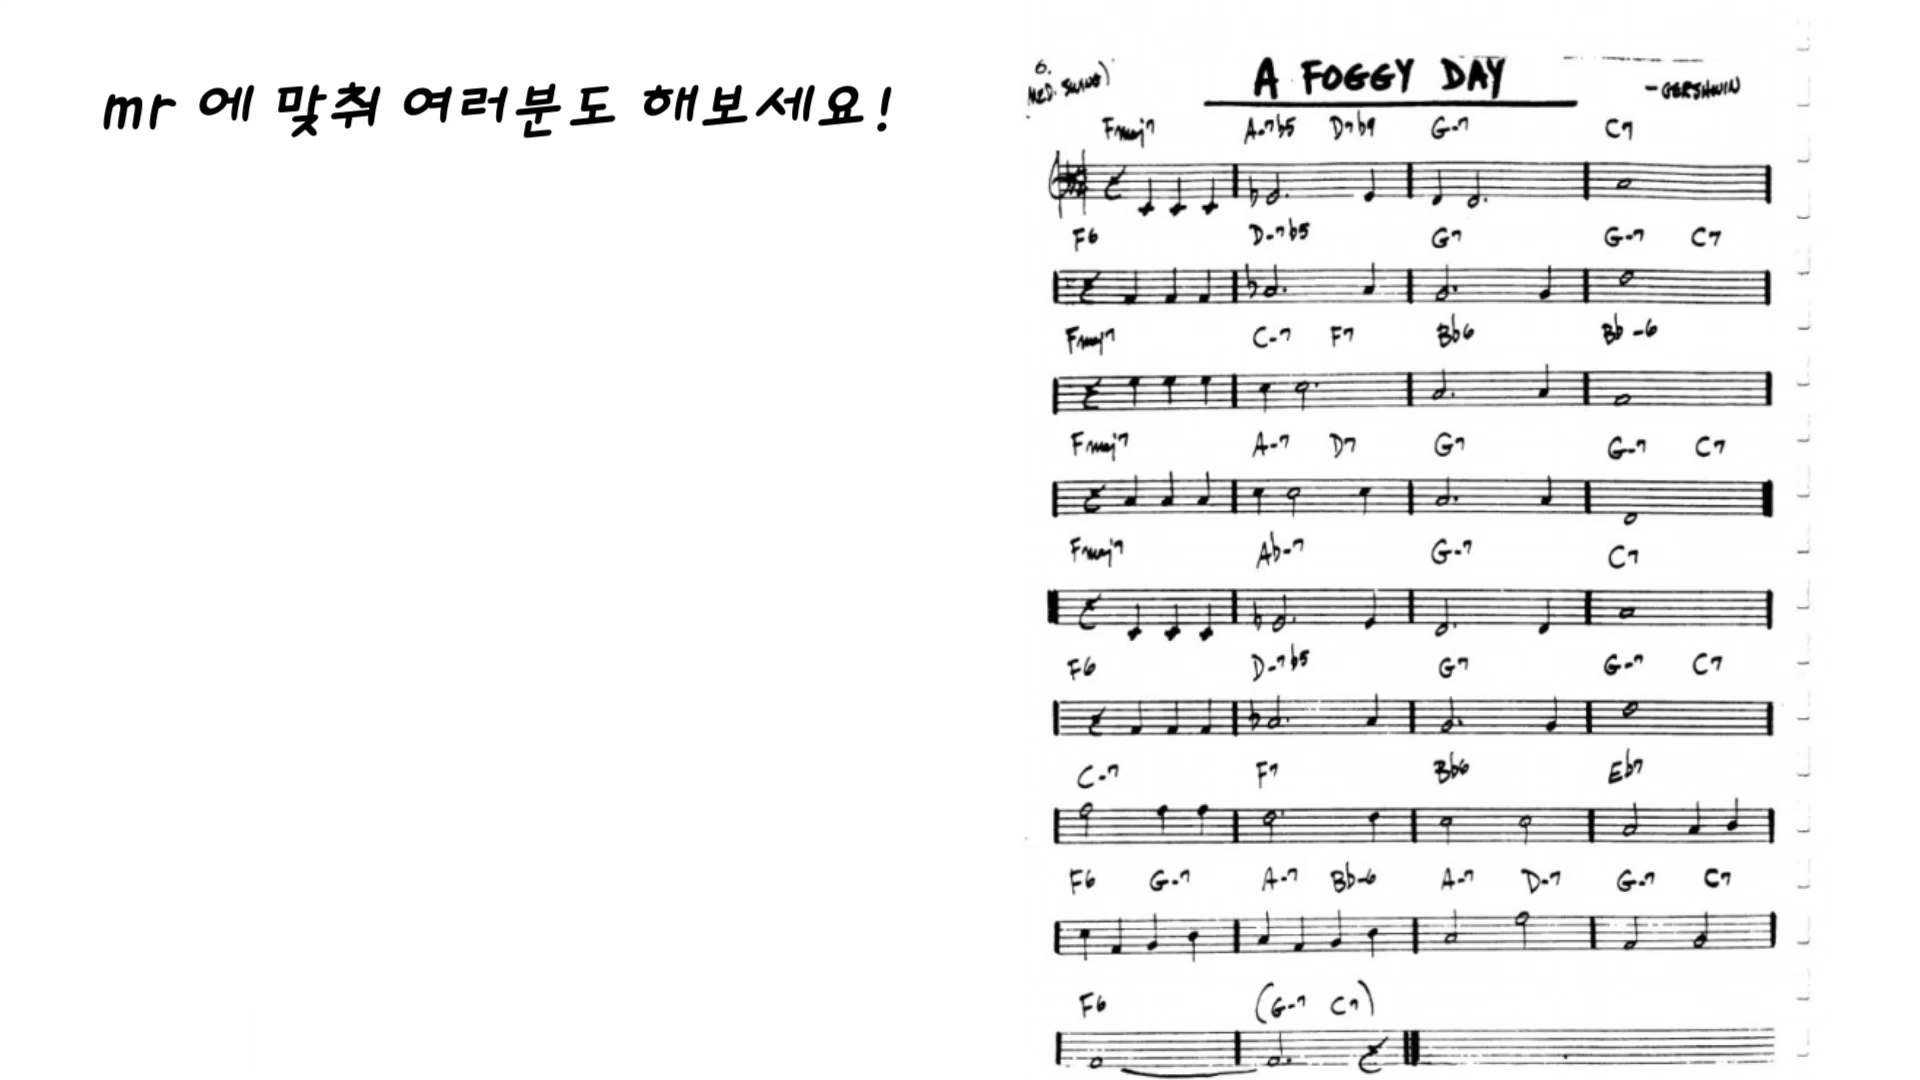 mr 에 맞춰 여러분도 해보세요!
6.
(MED. SWING)
A FOGGY DAY
-GERSHWIN
Fmaj7 A-7b5 D7b9 G-7 C7
F6 D-7b5 G7 G-7 C7
Fmaj7 C-7 F7 Bb6 Bb-6
Fmaj7 A-7 D7 G7 G-7 C7
Fmaj7 Ab-7 G-7 C7
F6 D-7b5 G7 G-7 C7
C-7 F7 Bb6 Eb7
F6 G-7 A-7 Bb-6 A-7 D-7 G-7 C7
F6 (G-7 C7)